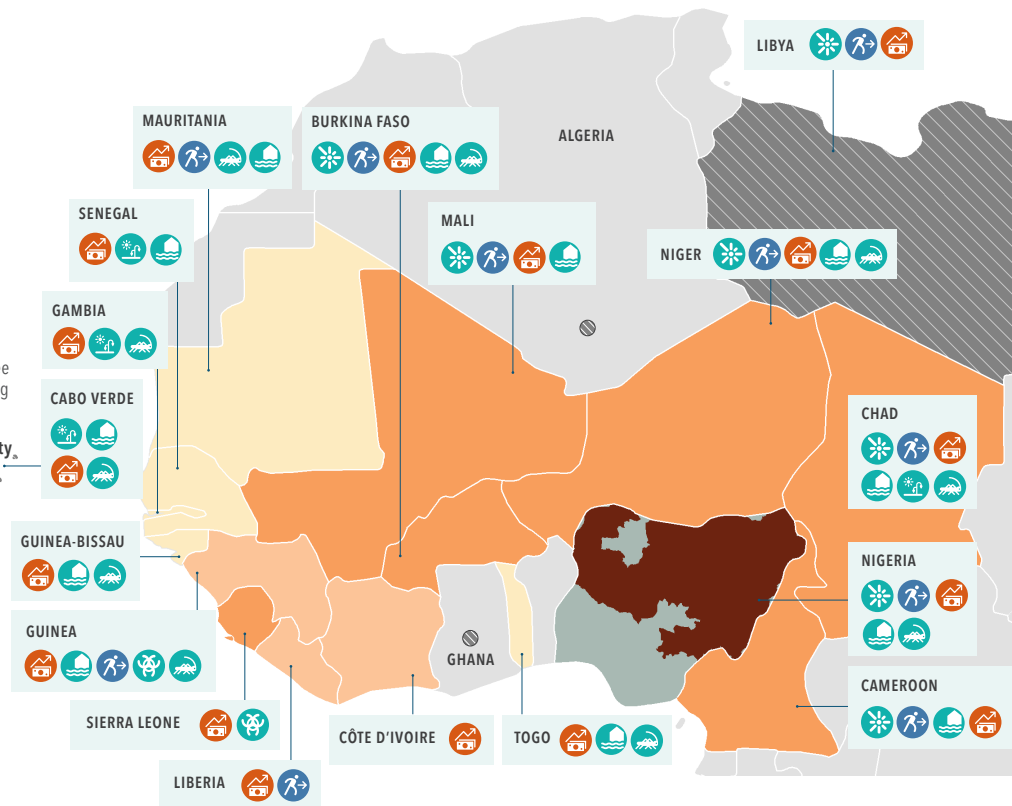 LIBYA
MAURITANIA
BURKINA FASO
ALGERIA
SENEGAL
MALI
NIGER
GAMBIA
CABO VERDE
CHAD
GUINEA-BISSAU
NIGERIA
GUINEA
GHANA
CAMEROON
SIERRA LEONE
CÔTE D'IVOIRE
TOGO
LIBERIA